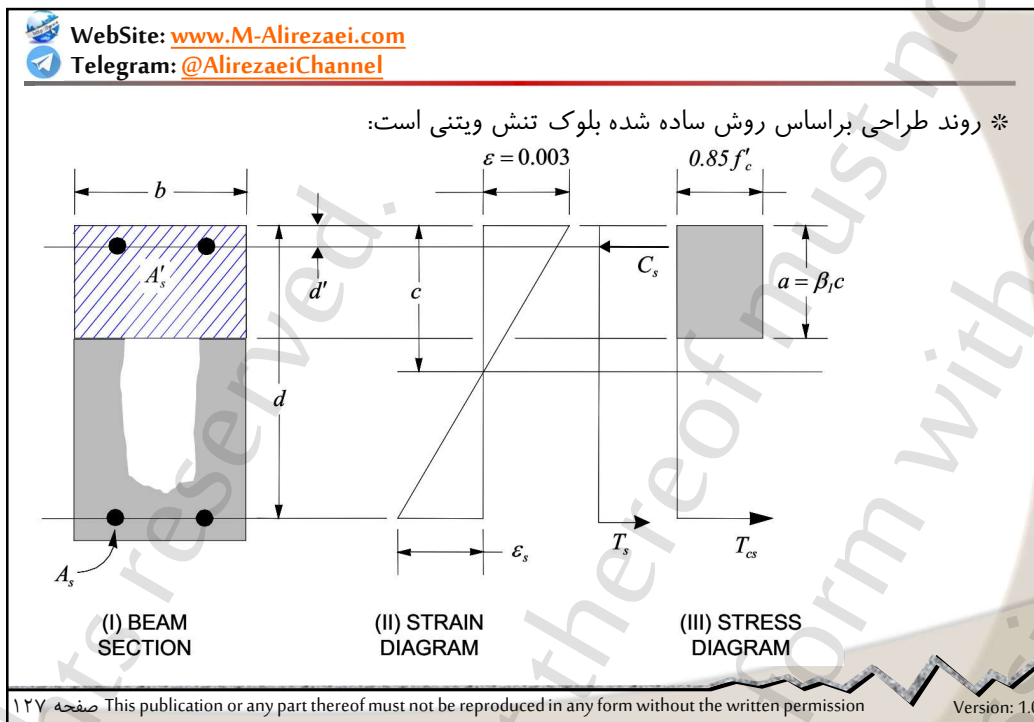 WebSite: www.M-Alirezaei.com
Telegram: @AlirezaeiChannel
* روند طراحی براساس روش ساده شده بلوک تنش ویتنی است:
b
ε = 0.003
0.85 f′c
A′s
d'
c
Cs
a = β1c
d
As
εs
Ts
Tcs
(I) BEAM
SECTION
(II) STRAIN
DIAGRAM
(III) STRESS
DIAGRAM
صفحه ۱۲۷
This publication or any part thereof must not be reproduced in any form without the written permission
Version: 1.